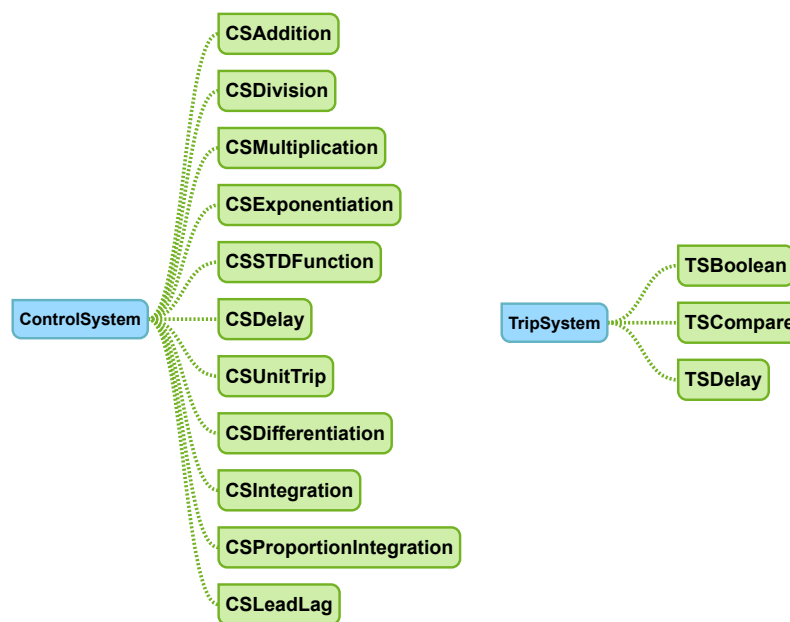 CSAddition
CSDivision
CSMultiplication
CSExponentiation
CSSTDFunction
ControlSystem
CSDelay
CSUnitTrip
CSDifferentiation
CSIntegration
CSProportionIntegration
CSLeadLag
TSBoolean
TripSystem
TSCompare
TSDelay